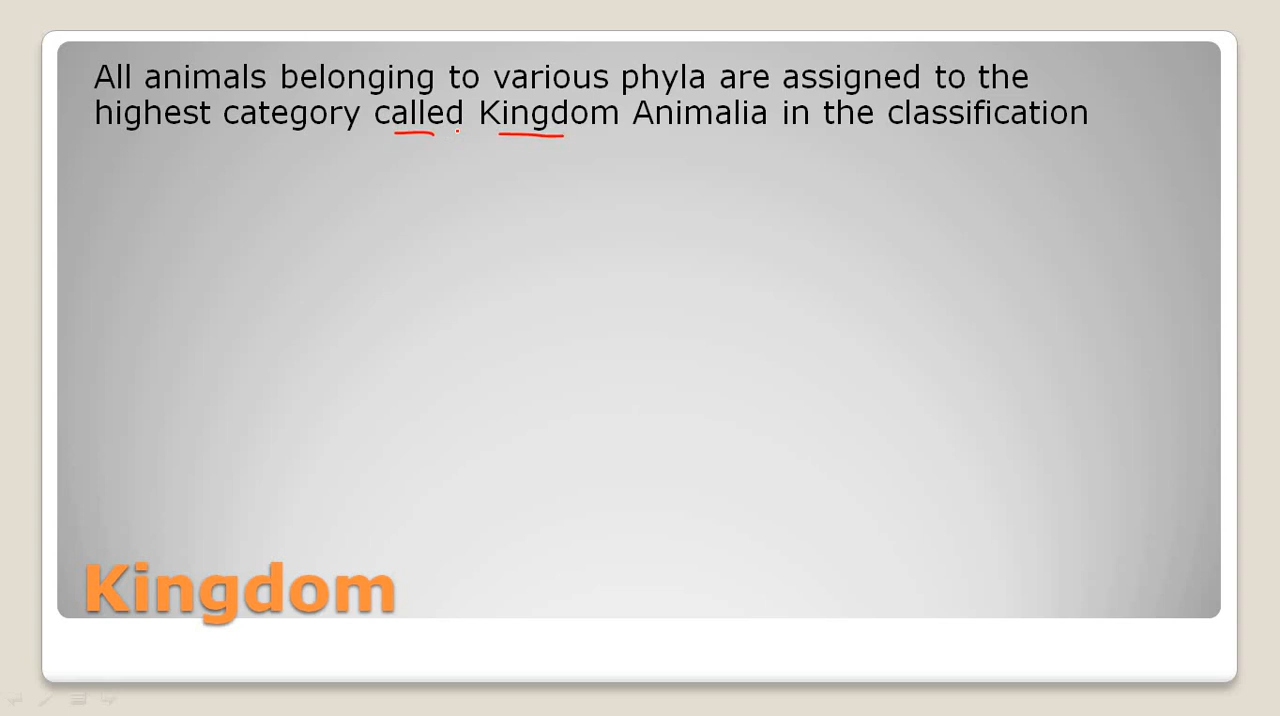 All animals belonging to various phyla are assigned to the
highest category called Kingdom Animalia in the classification
Kingdom